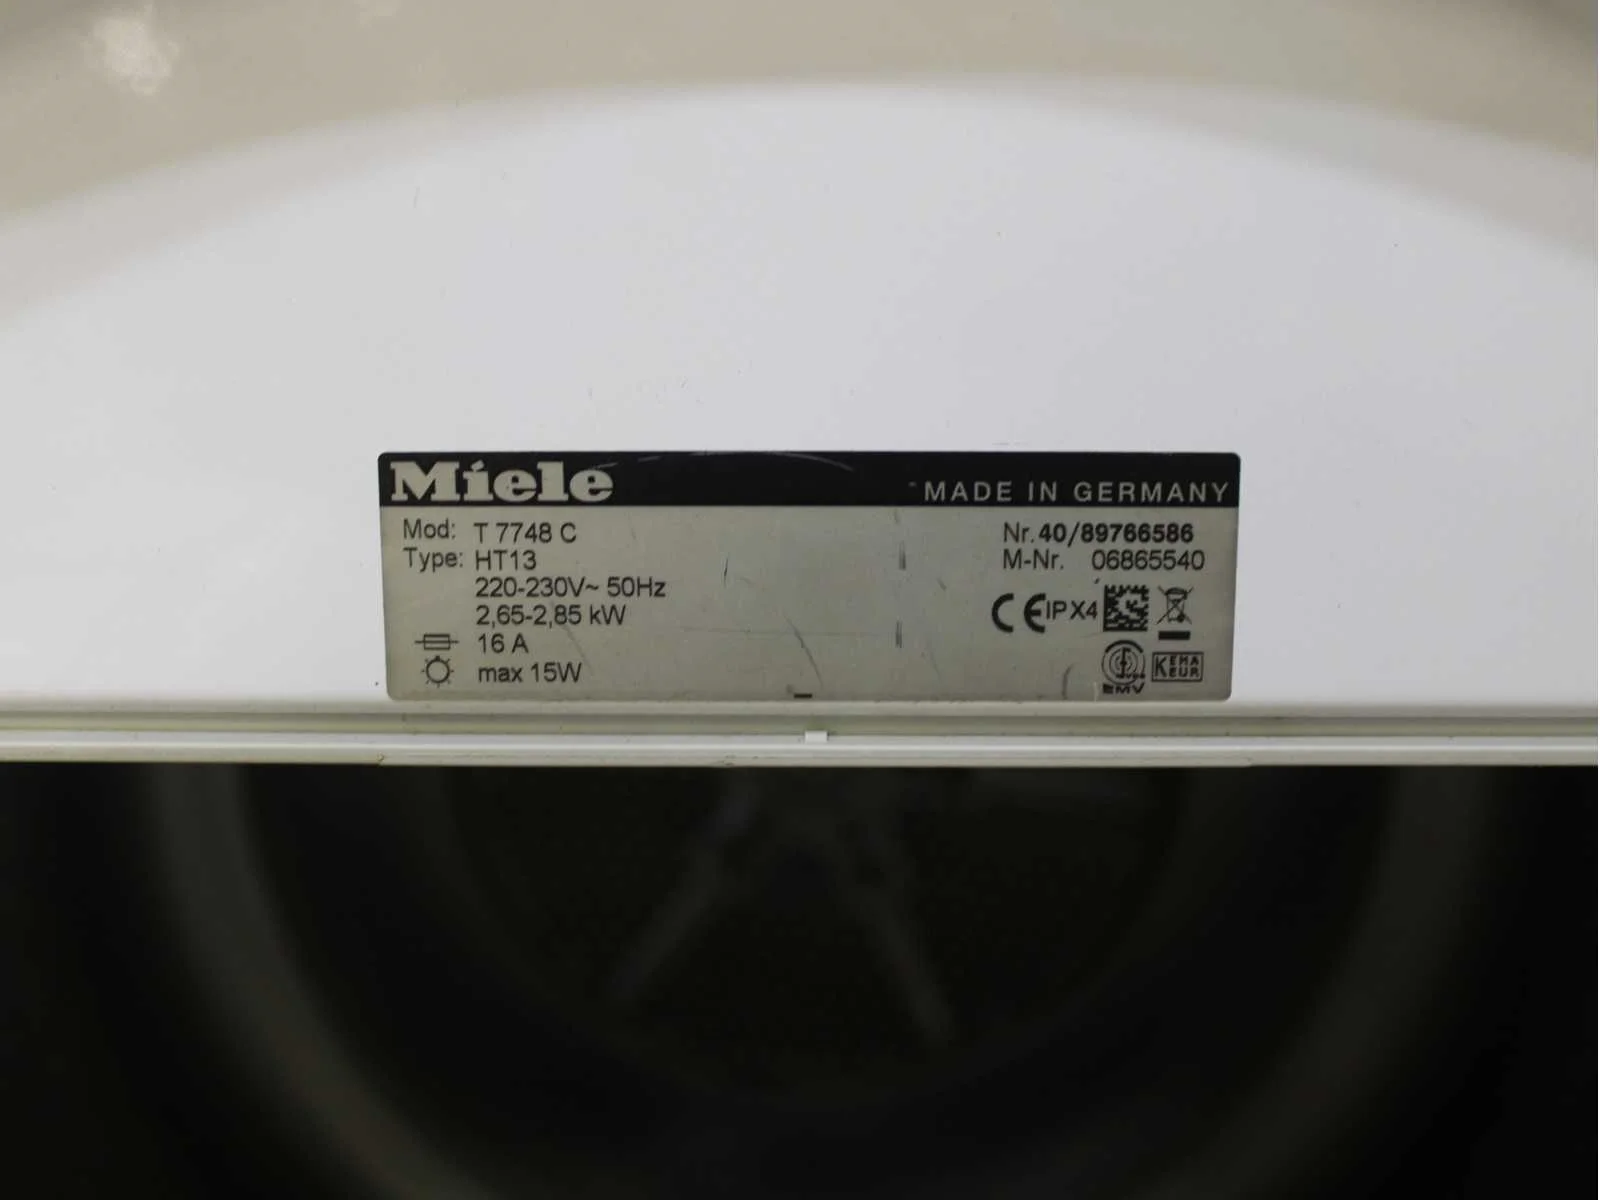 Miele
MADE IN GERMANY
Mod: T 7748 C
Type: HT13
220-230V~ 50Hz
2,65-2,85 kW
16 A
max 15W
Nr. 40/89766586
M-Nr. 06865540
CE IPX4
EMV
KEMA
EUR